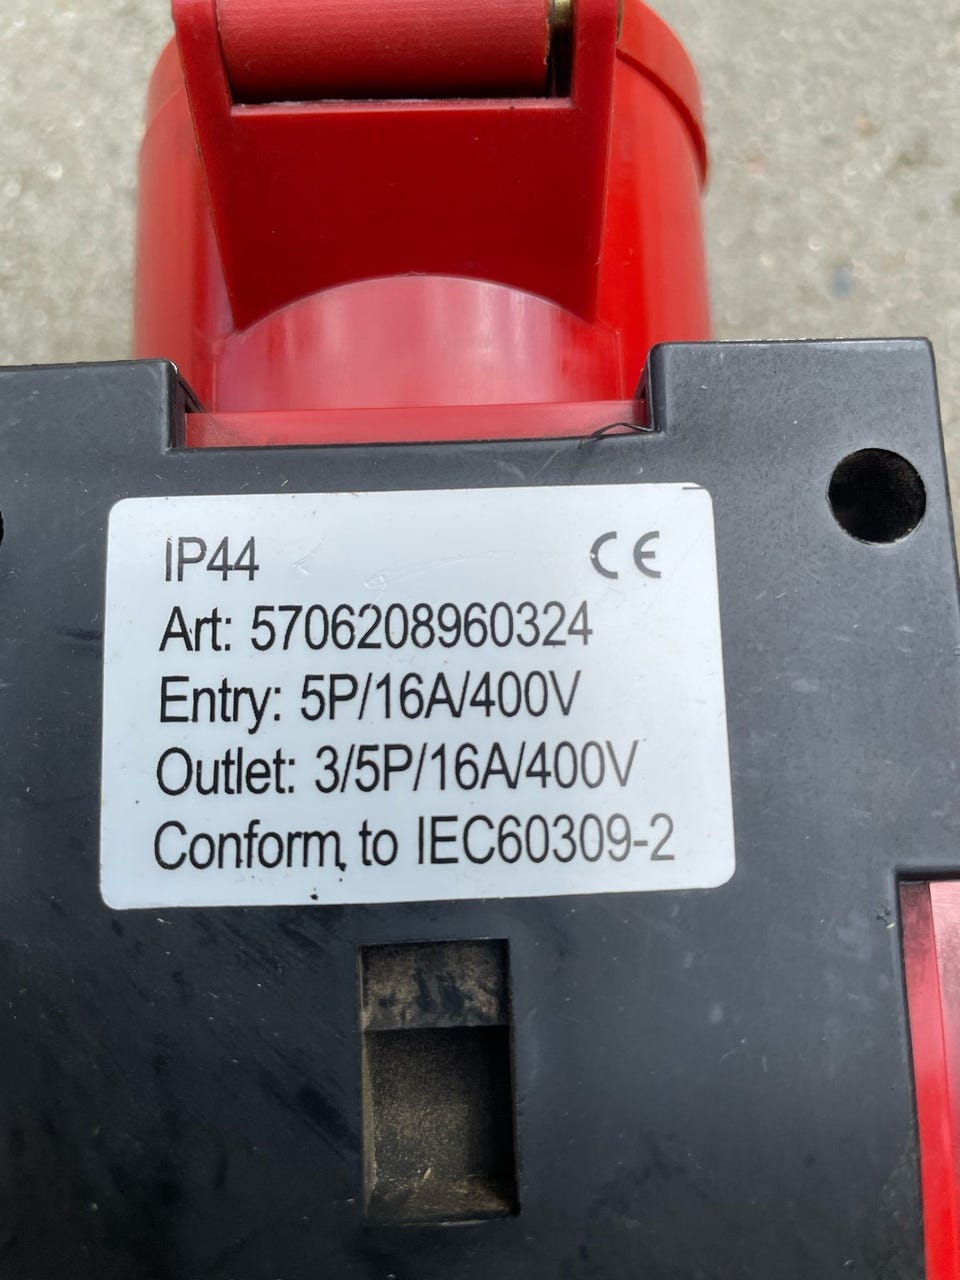 IP44 CE
Art: 5706208960324
Entry: 5P/16A/400V
Outlet: 3/5P/16A/400V
Conform to IEC60309-2